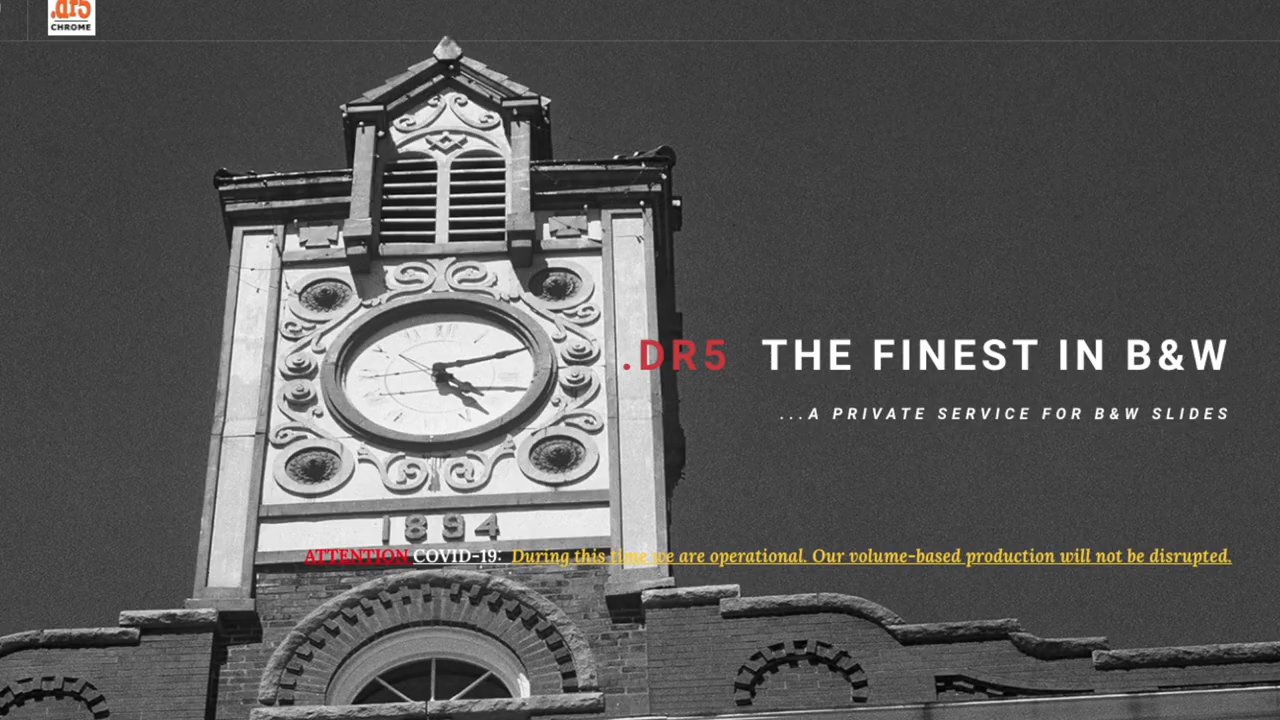 .dr5
CHROME
.DR5 THE FINEST IN B&W
...A PRIVATE SERVICE FOR B&W SLIDES
1894
ATTENTION COVID-19: During this time we are operational. Our volume-based production will not be disrupted.